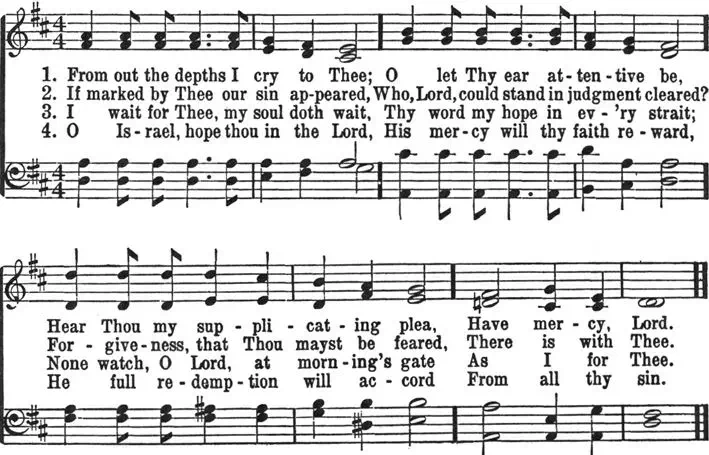 1. From out the depths I cry to Thee; O let Thy ear at-ten-tive be,
2. If marked by Thee our sin ap-peared, Who, Lord, could stand in judgment cleared?
3. I wait for Thee, my soul doth wait, Thy word my hope in ev-'ry strait;
4. O Is-rael, hope thou in the Lord, His mer-cy will thy faith re-ward,
Hear Thou my sup-pli-cat-ing plea, Have mer-cy, Lord.
For-give-ness, that Thou mayst be feared, There is with Thee.
None watch, O Lord, at morn-ing's gate As I for Thee.
He full re-demp-tion will ac-cord From all thy sin.